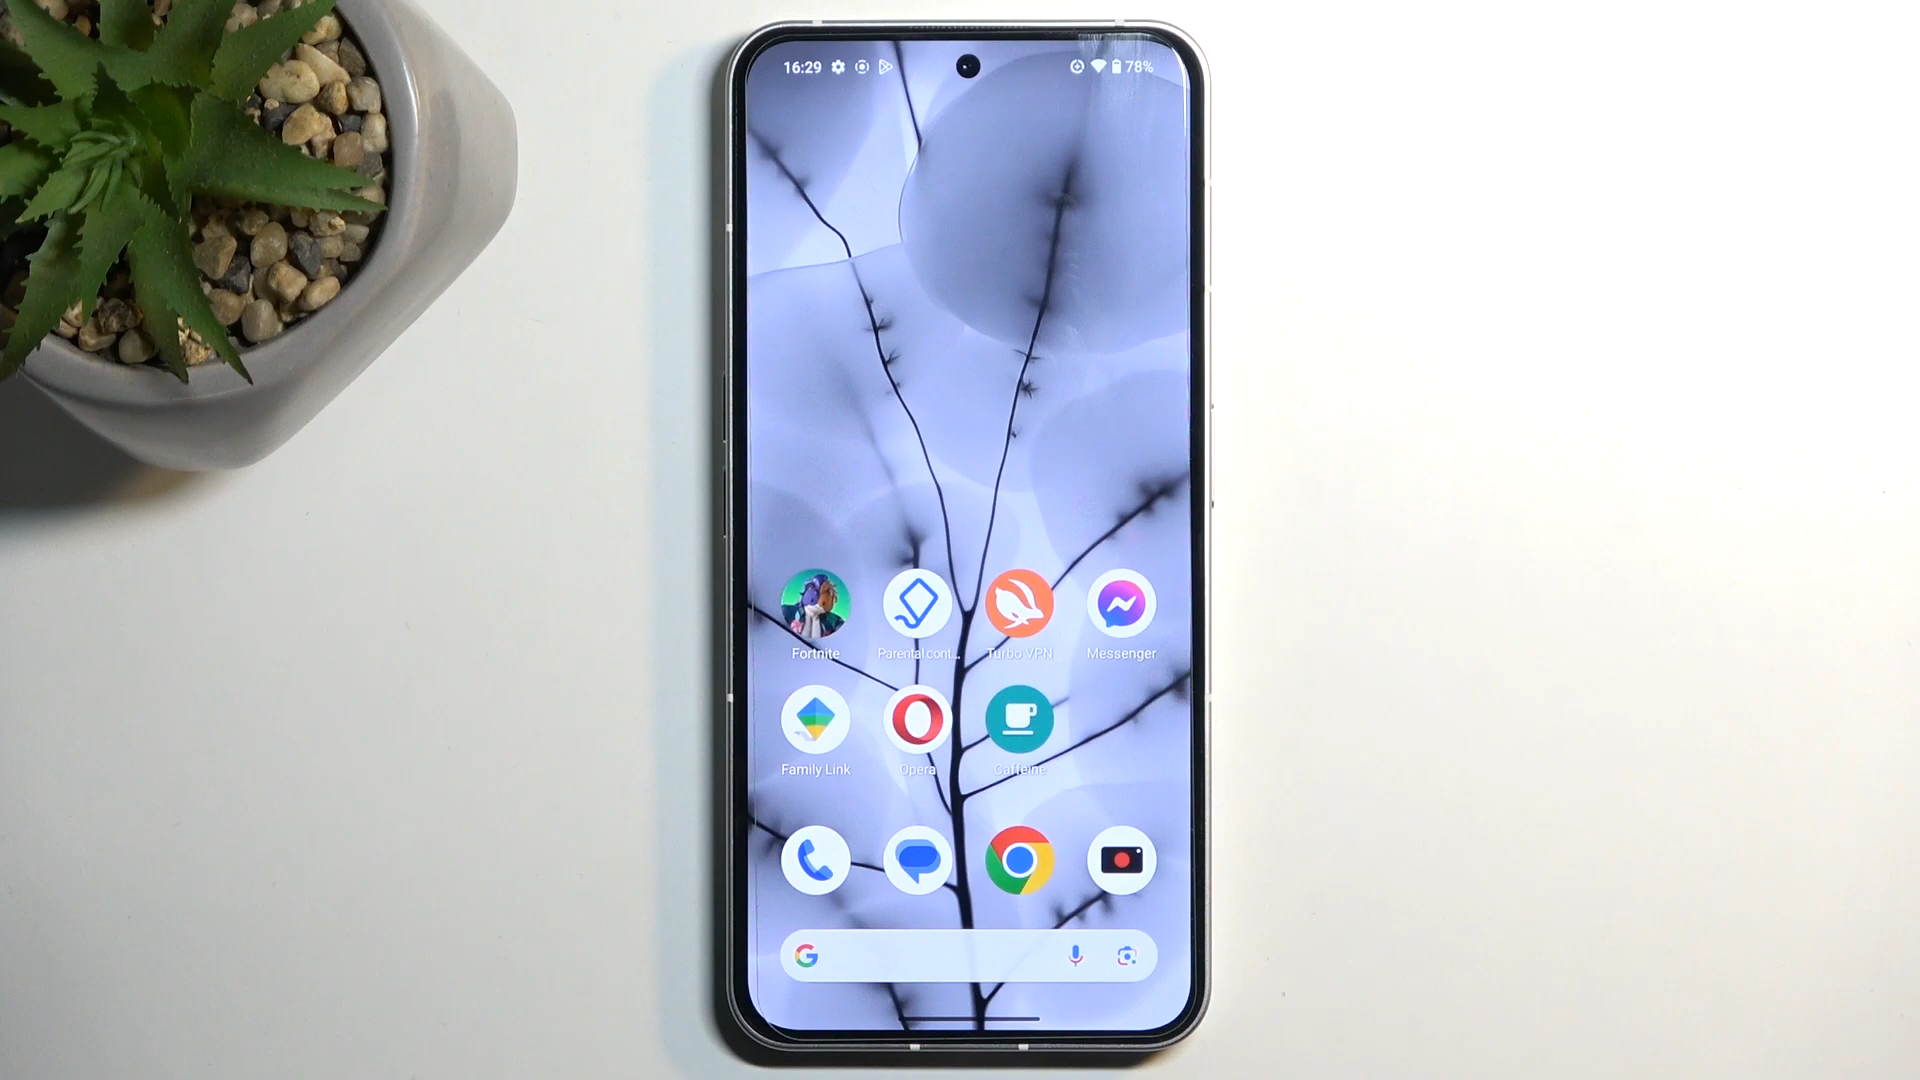 16:29 78%
Fortnite Parental cont... Turbo VPN Messenger
Family Link Opera Caffeine